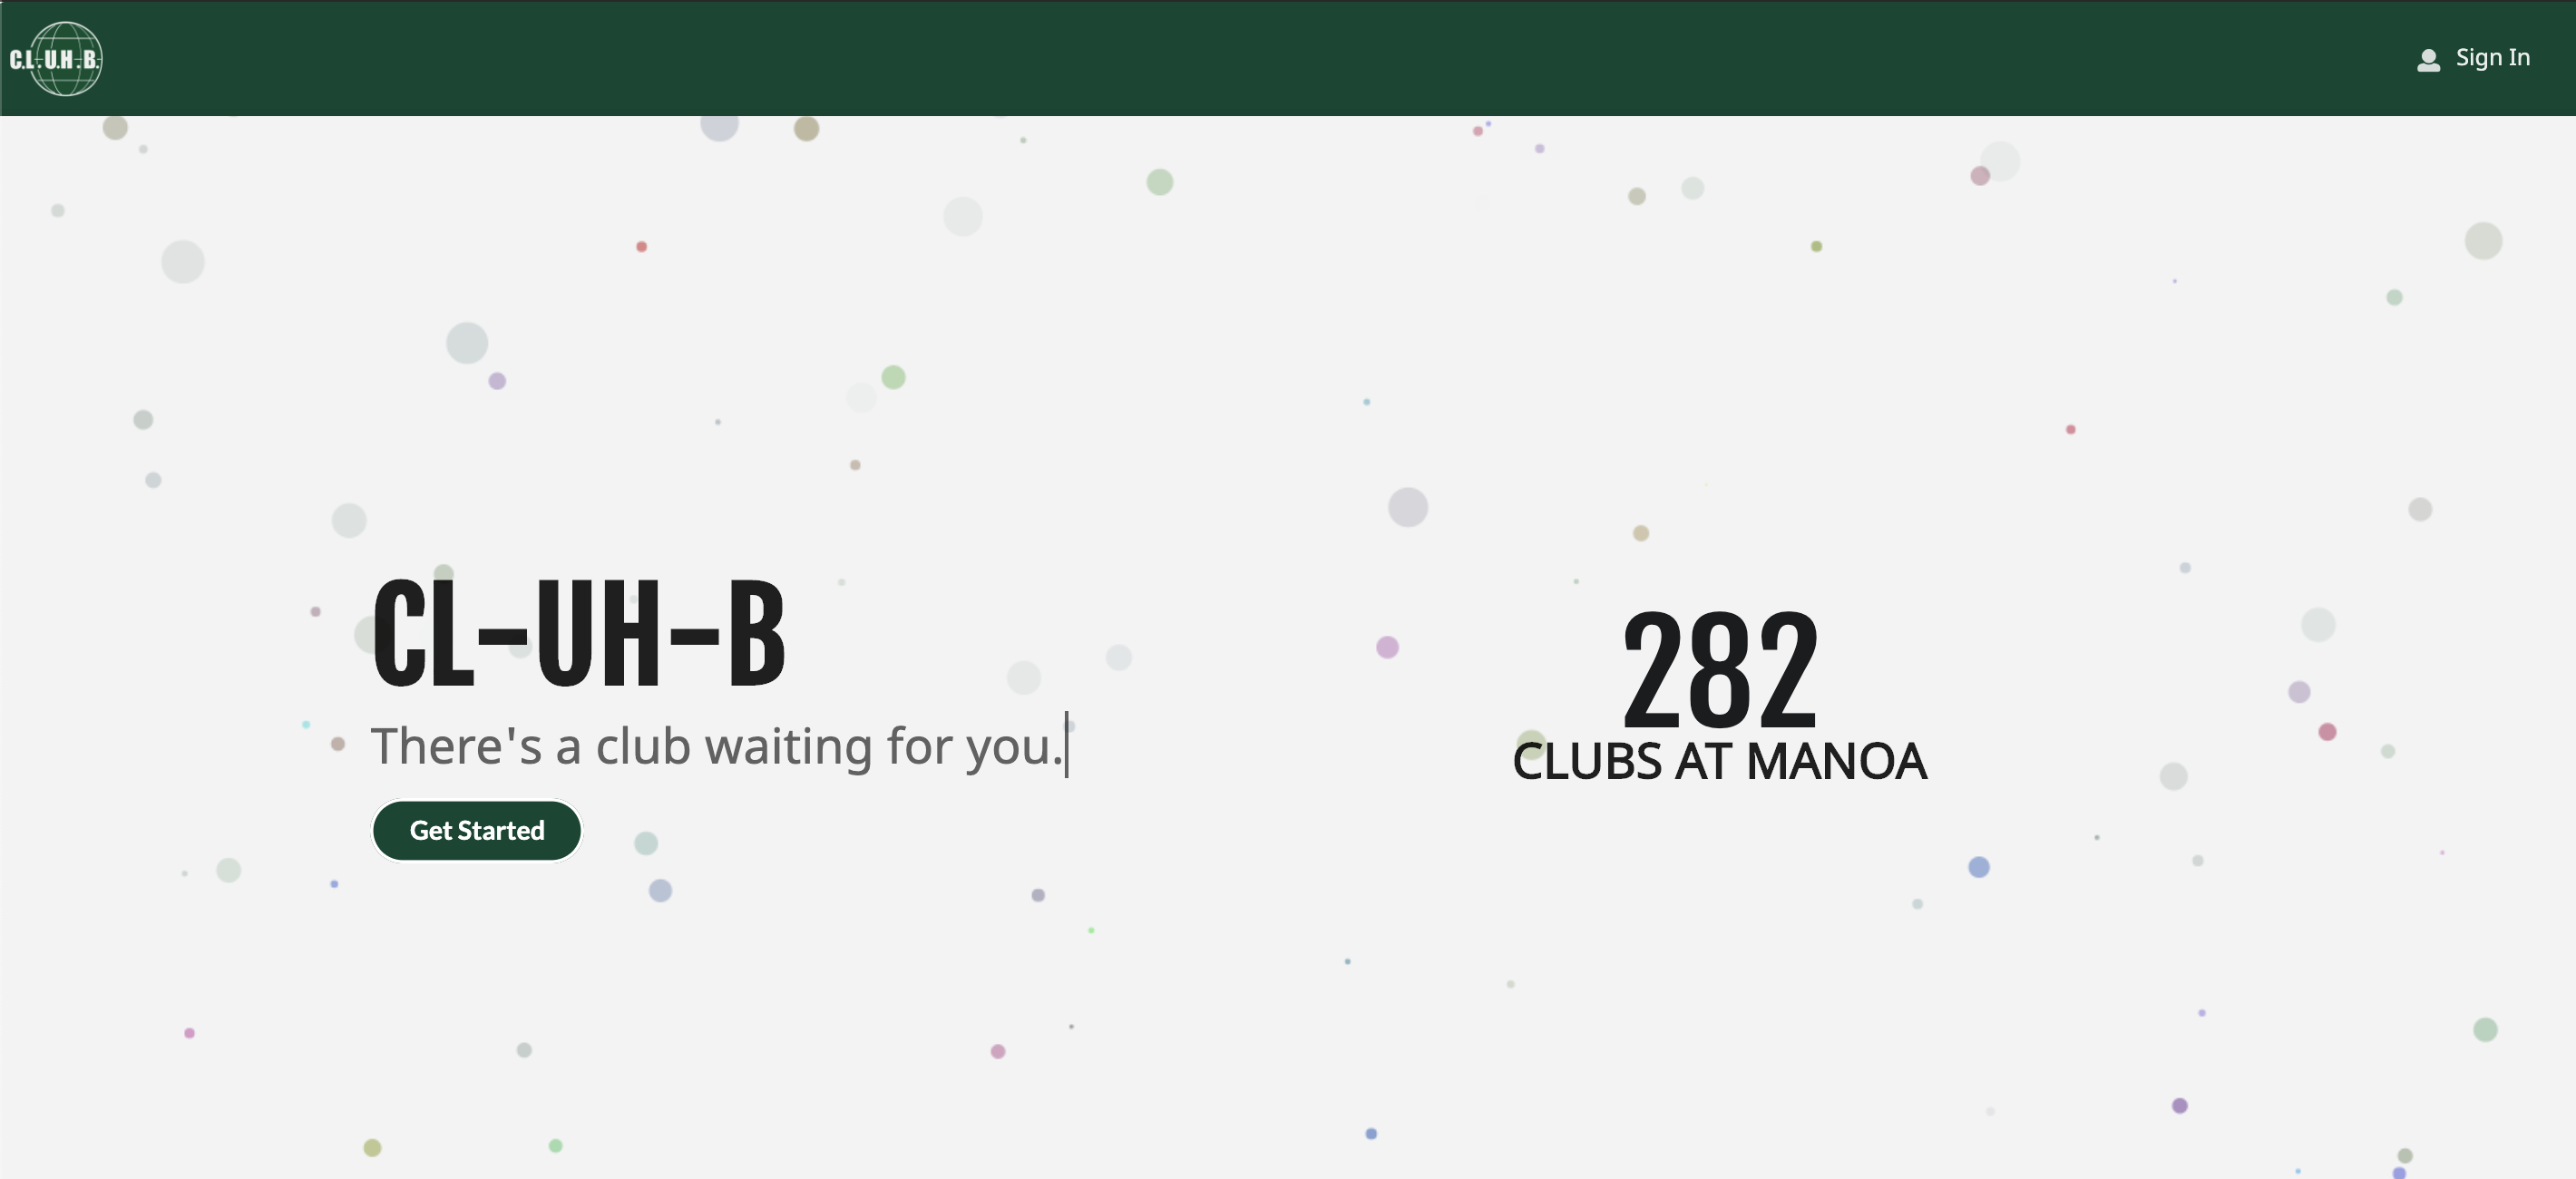 C.L.U.H.B.
Sign In
CL-UH-B
There's a club waiting for you.
Get Started
282
CLUBS AT MANOA